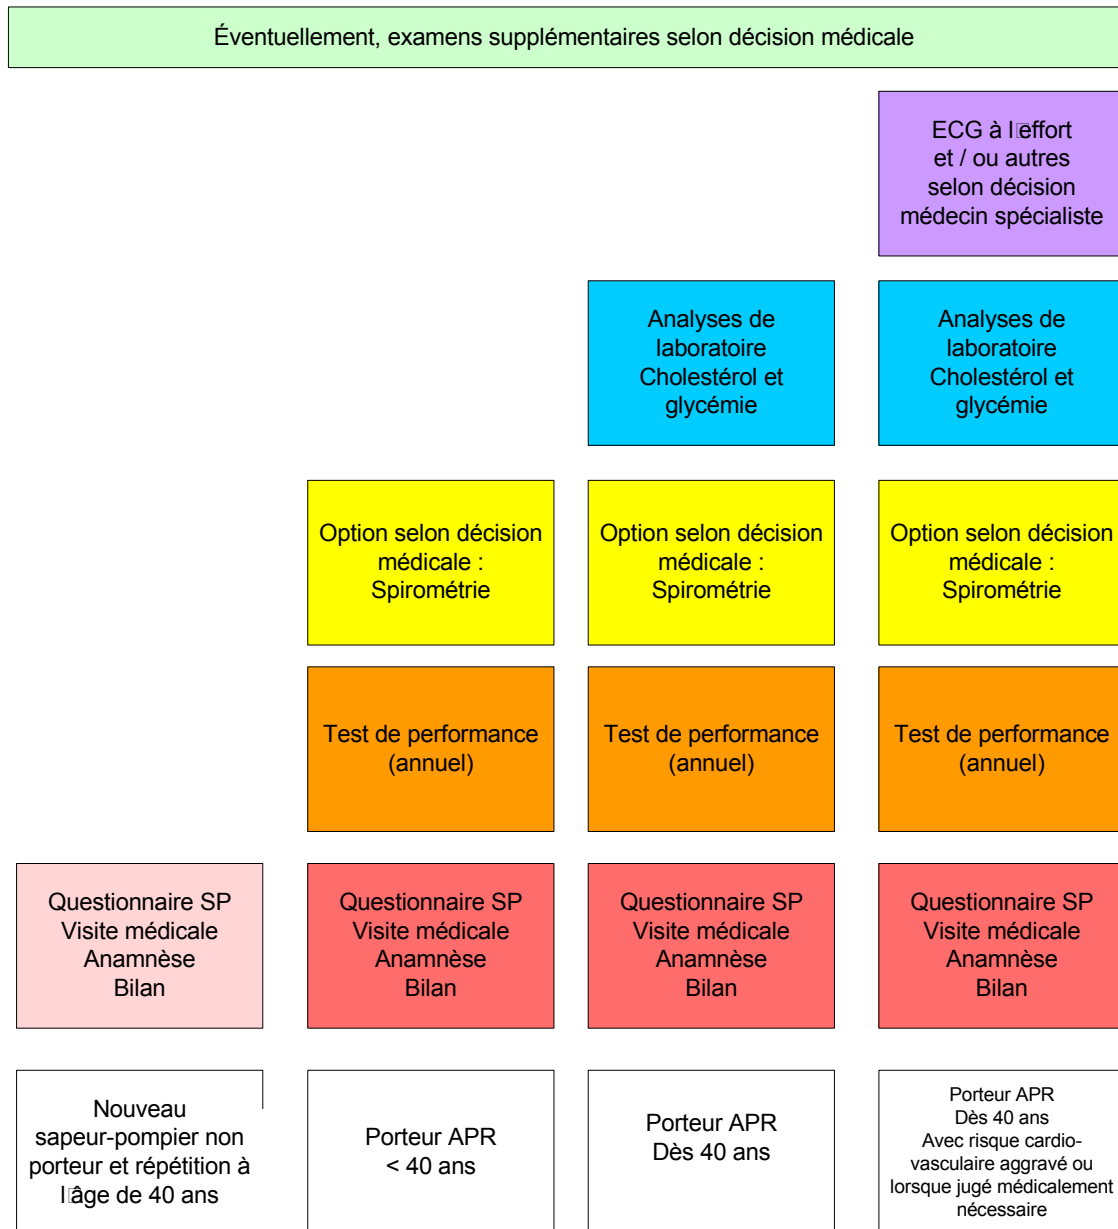 Éventuellement, examens supplémentaires selon décision médicale
ECG à l'effort
et / ou autres
selon décision
médecin spécialiste
Analyses de
laboratoire
Cholestérol et
glycémie
Analyses de
laboratoire
Cholestérol et
glycémie
Option selon décision
médicale :
Spirométrie
Option selon décision
médicale :
Spirométrie
Option selon décision
médicale :
Spirométrie
Test de performance
(annuel)
Test de performance
(annuel)
Test de performance
(annuel)
Questionnaire SP
Visite médicale
Anamnèse
Bilan
Questionnaire SP
Visite médicale
Anamnèse
Bilan
Questionnaire SP
Visite médicale
Anamnèse
Bilan
Questionnaire SP
Visite médicale
Anamnèse
Bilan
Nouveau
sapeur-pompier non
porteur et répétition à
l'âge de 40 ans
Porteur APR
< 40 ans
Porteur APR
Dès 40 ans
Porteur APR
Dès 40 ans
Avec risque cardio-
vasculaire aggravé ou
lorsque jugé médicalement
nécessaire